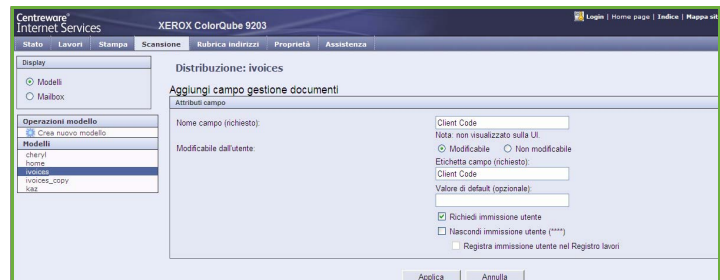 Centreware®
Internet Services
XEROX ColorQube 9203
Login | Home page | Indice | Mappa sit
Stato Lavori Stampa Scansione Rubrica indirizzi Proprietà Assistenza
Display
Modelli
Mailbox
Operazioni modello
Crea nuovo modello
Modelli
cheryl
home
ivoices
ivoices_copy
kaz
Distribuzione: ivoices
Aggiungi campo gestione documenti
Attributi campo
Nome campo (richiesto):
Client Code
Nota: non visualizzato sulla UI.
Modificabile dall'utente:
Modificabile Non modificabile
Etichetta campo (richiesto):
Client Code
Valore di default (opzionale):
Richiedi immissione utente
Nascondi immissione utente (****)
Registra immissione utente nel Registro lavori
Applica Annulla